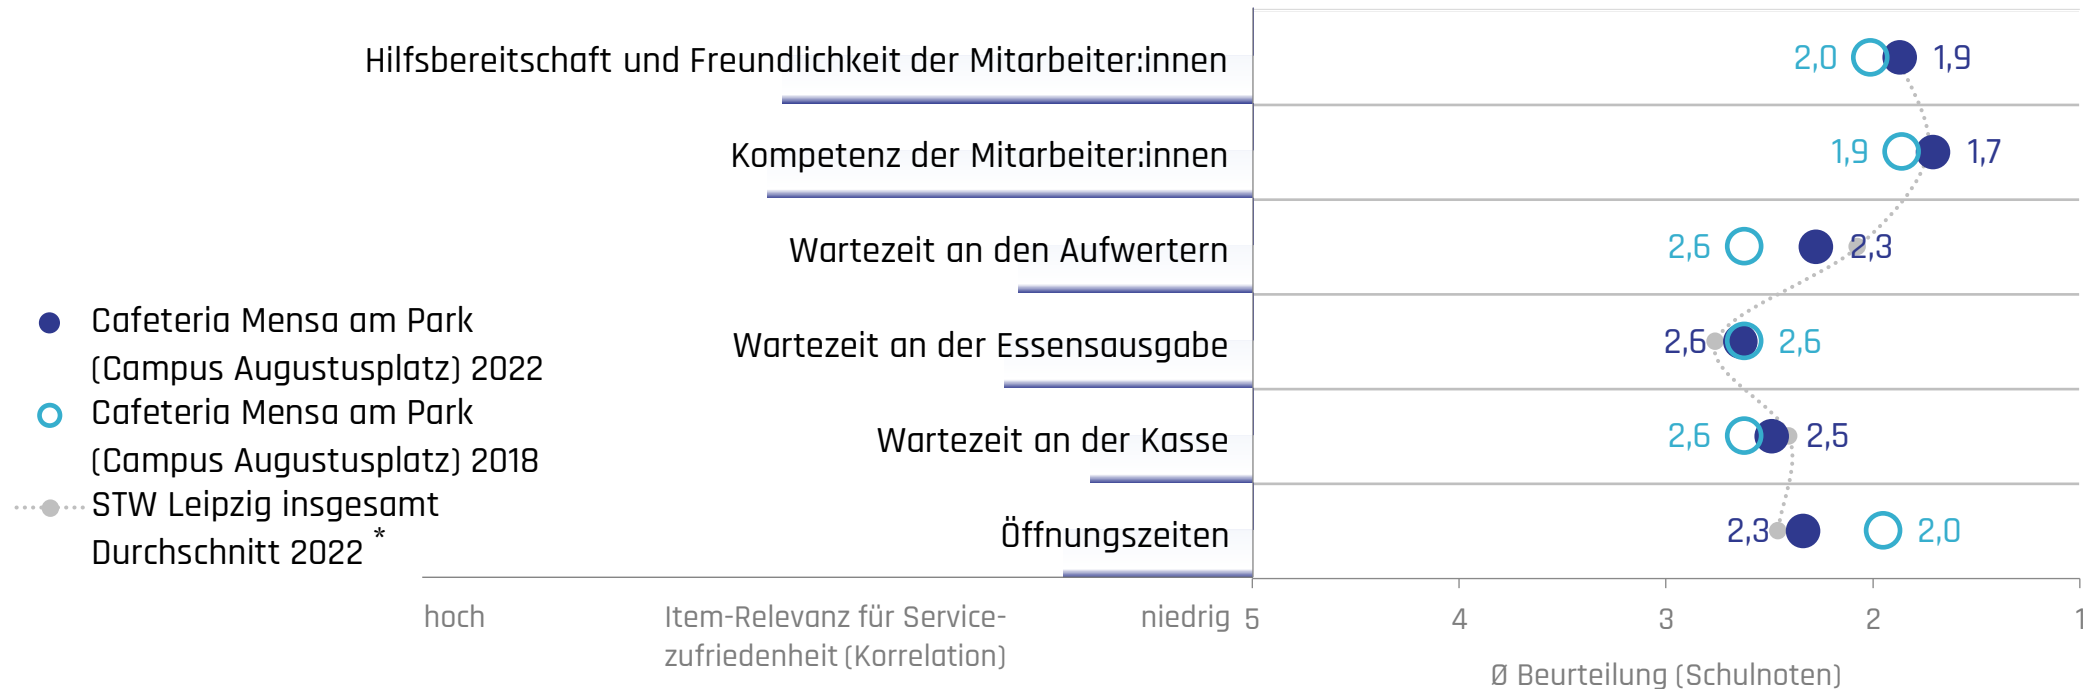 Hilfsbereitschaft und Freundlichkeit der Mitarbeiter:innen
2,0 1,9
Kompetenz der Mitarbeiter:innen
1,9 1,7
Wartezeit an den Aufwertern
2,6 2,3
Wartezeit an der Essensausgabe
2,6 2,6
Wartezeit an der Kasse
2,6 2,5
Öffnungszeiten
2,3 2,0
Cafeteria Mensa am Park
(Campus Augustusplatz) 2022
Cafeteria Mensa am Park
(Campus Augustusplatz) 2018
STW Leipzig insgesamt
Durchschnitt 2022 *
hoch
Item-Relevanz für Service-
zufriedenheit (Korrelation)
niedrig
5 4 3 2 1
Ø Beurteilung (Schulnoten)